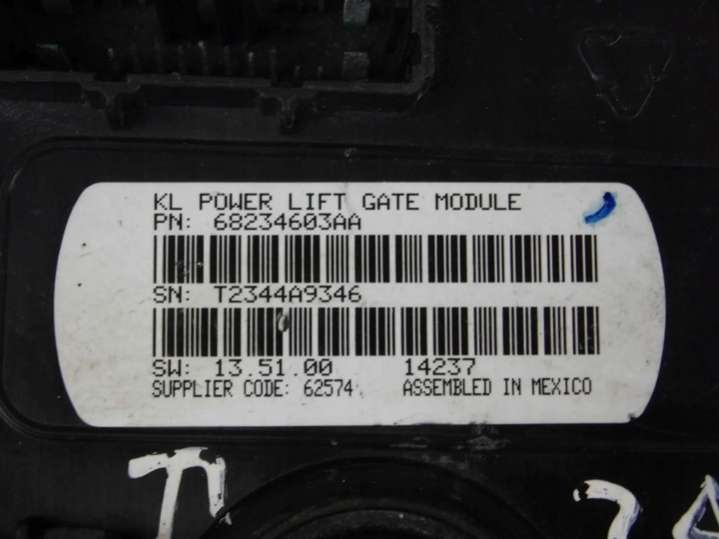 KL POWER LIFT GATE MODULE
PN: 68234603AA
SN: T2344A9346
SW: 13.51.00 14237
SUPPLIER CODE: 62574 ASSEMBLED IN MEXICO